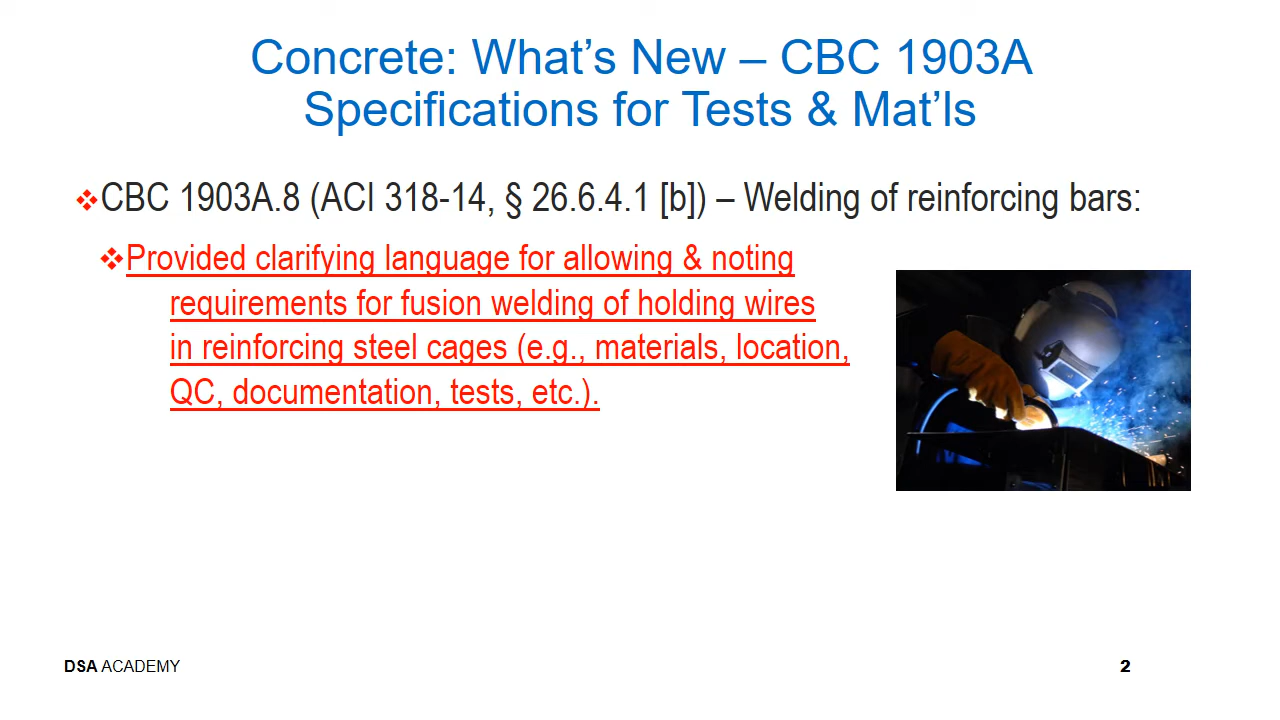 Concrete: What’s New – CBC 1903A
Specifications for Tests & Mat’ls
❖CBC 1903A.8 (ACI 318-14, § 26.6.4.1 [b]) – Welding of reinforcing bars:
❖Provided clarifying language for allowing & noting
requirements for fusion welding of holding wires
in reinforcing steel cages (e.g., materials, location,
QC, documentation, tests, etc.).
DSA ACADEMY
2